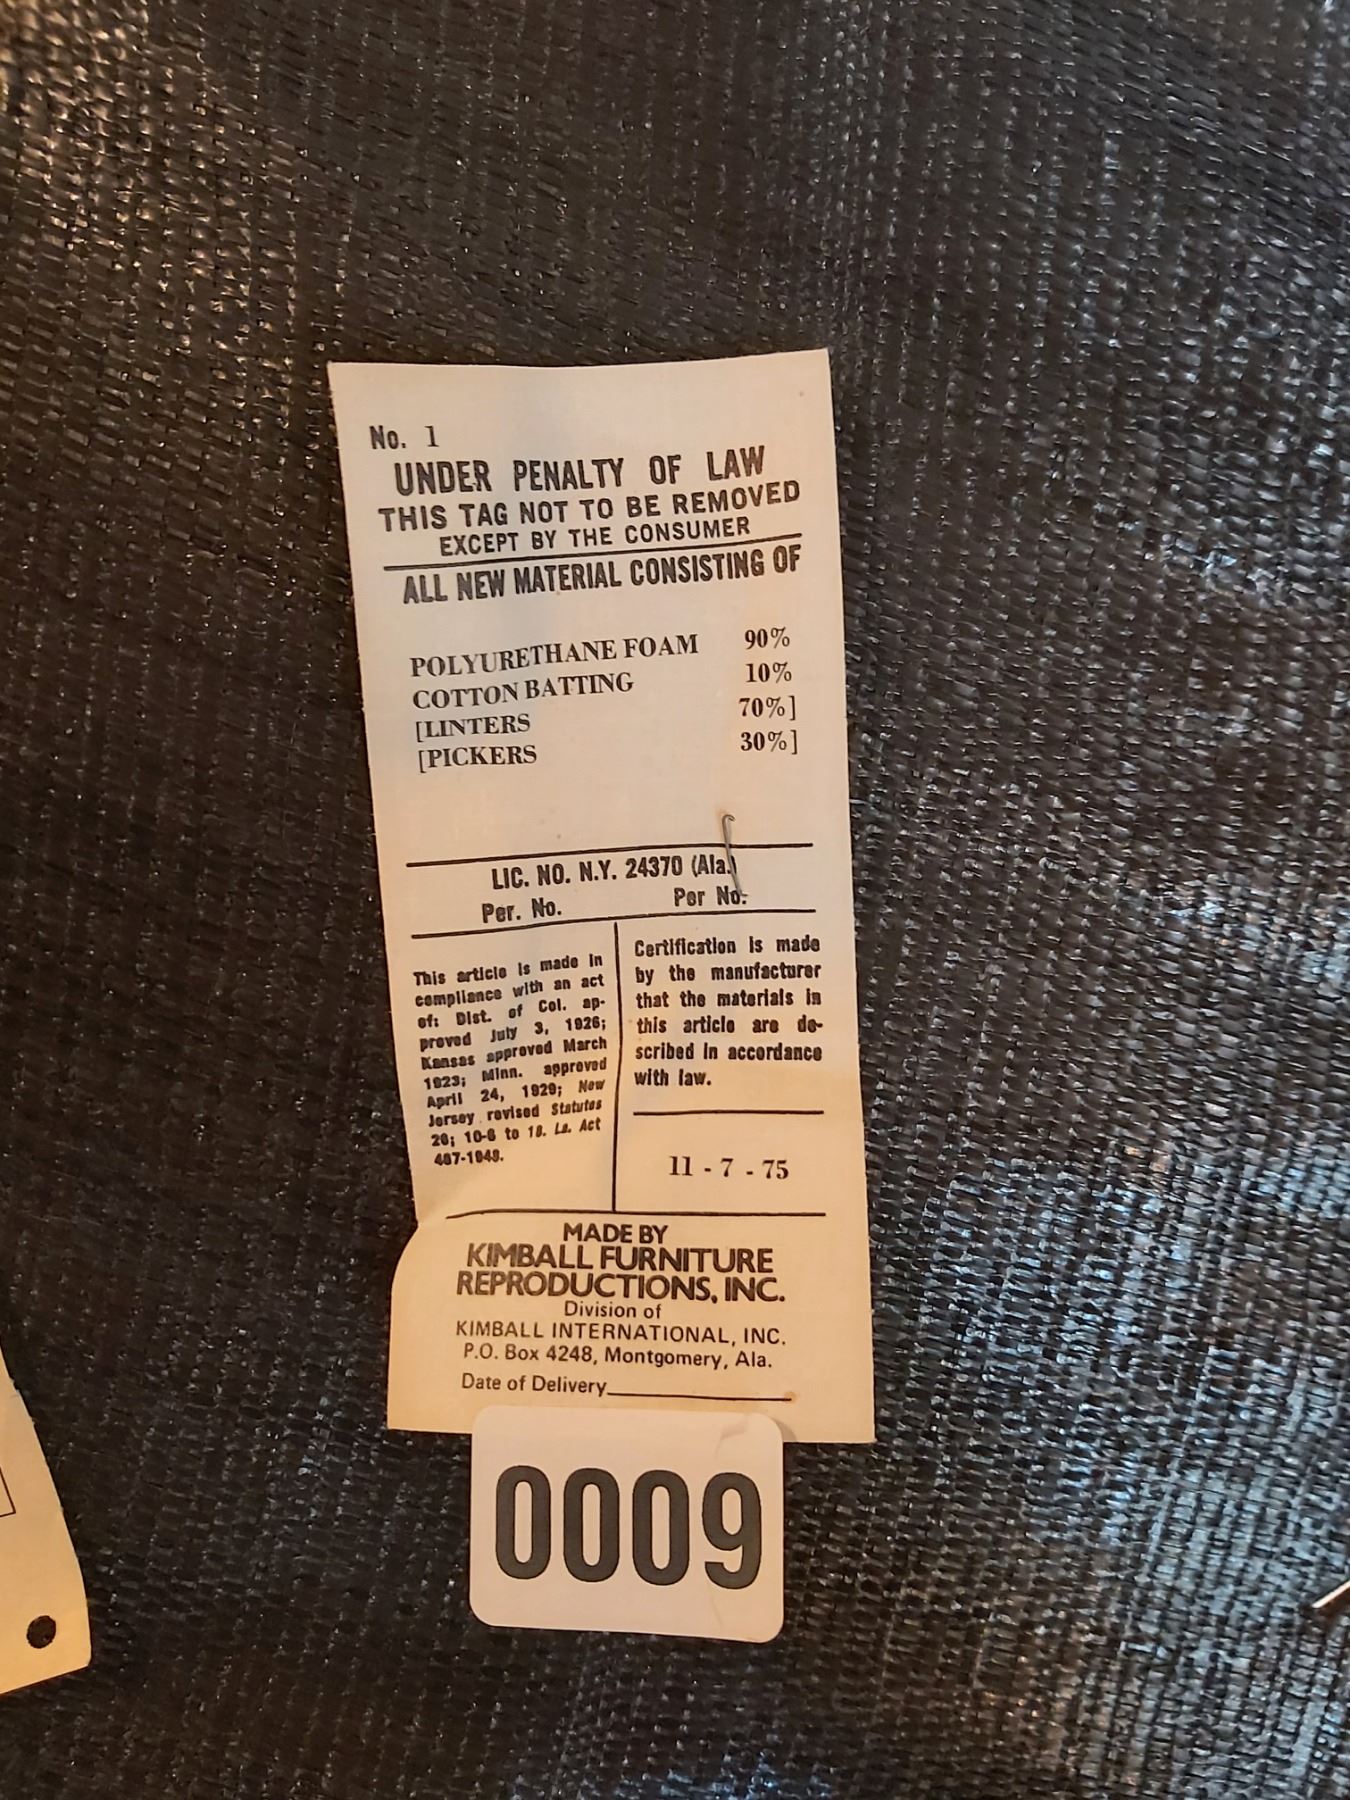 No. 1
UNDER PENALTY OF LAW
THIS TAG NOT TO BE REMOVED
EXCEPT BY THE CONSUMER
ALL NEW MATERIAL CONSISTING OF
POLYURETHANE FOAM 90%
COTTON BATTING 10%
[LINTERS 70%]
[PICKERS 30%]
LIC. NO. N.Y. 24370 (Ala.)
Per. No. Per No.
This article is made in
compliance with an act
of: Dist. of Col. ap-
proved July 3, 1926;
Kansas approved March
1923; Minn. approved
April 24, 1929; New
Jersey revised Statutes
26; 10-6 to 18. La. Act
467-1948.
Certification is made
by the manufacturer
that the materials in
this article are de-
scribed in accordance
with law.
11 - 7 - 75
MADE BY
KIMBALL FURNITURE
REPRODUCTIONS, INC.
Division of
KIMBALL INTERNATIONAL, INC.
P.O. Box 4248, Montgomery, Ala.
Date of Delivery
0009